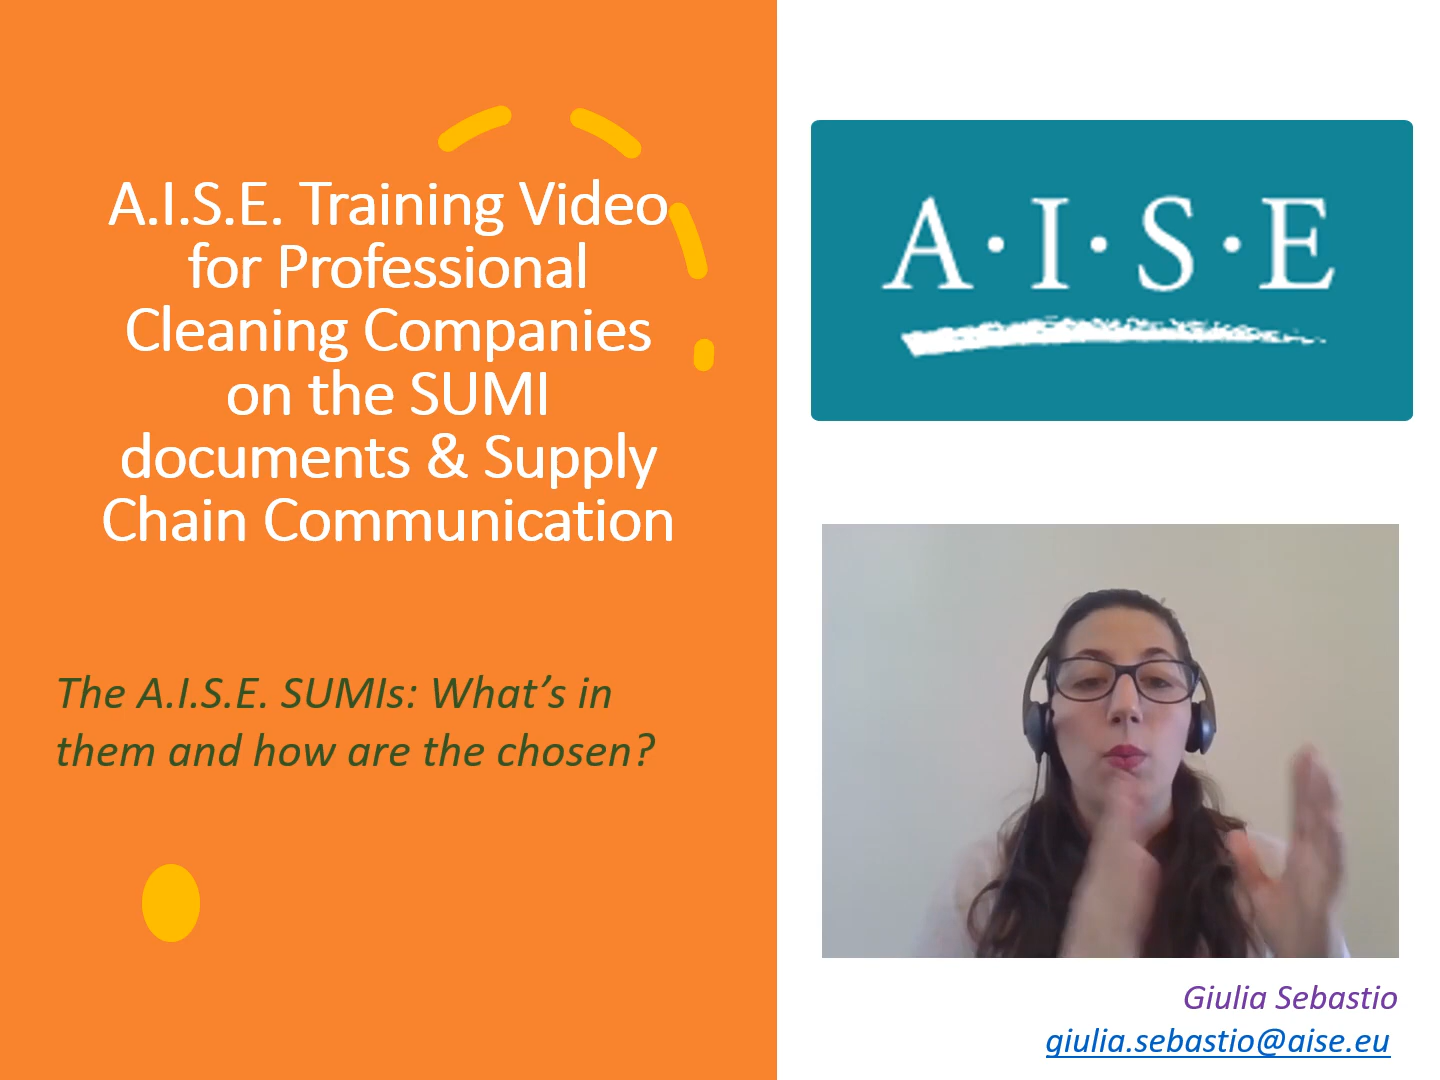 A.I.S.E. Training Video
for Professional
Cleaning Companies
on the SUMI
documents & Supply
Chain Communication
The A.I.S.E. SUMIs: What’s in
them and how are the chosen?
A·I·S·E
Giulia Sebastio
giulia.sebastio@aise.eu